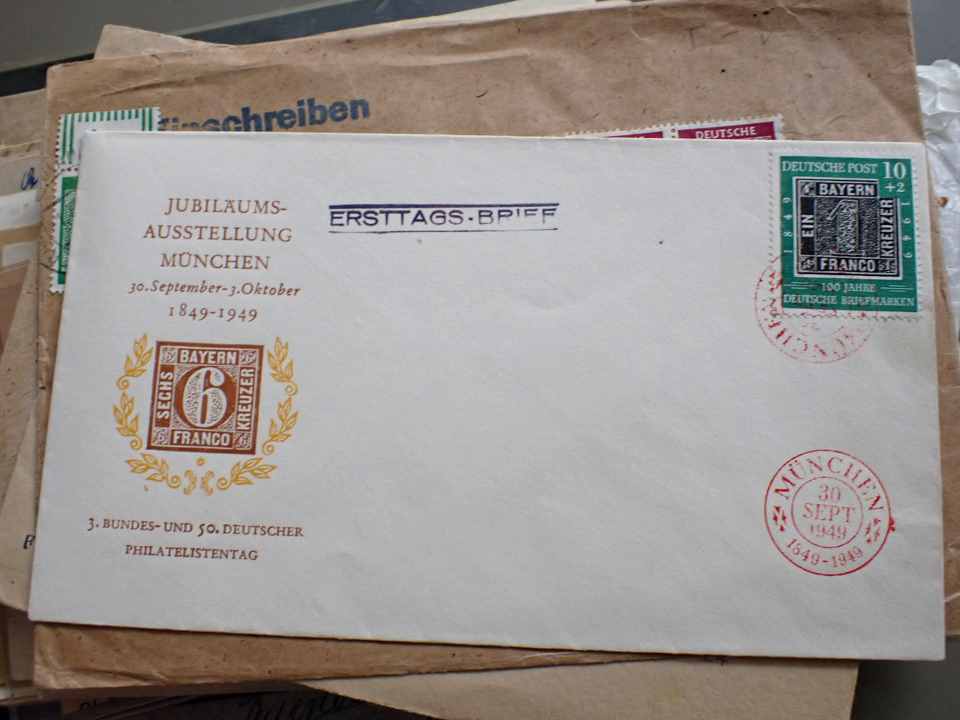 Einschreiben
DEUTSCHE
JUBILÄUMS-
AUSSTELLUNG
MÜNCHEN
30. September-3. Oktober
1849-1949
BAYERN
SECHS
6
KREUZER
FRANCO
3. BUNDES- UND 50. DEUTSCHER
PHILATELISTENTAG
ERSTTAGS-BRIEF
DEUTSCHE POST 10
+2
1849
BAYERN
EIN
1
KREUZER
FRANCO
1949
100 JAHRE
DEUTSCHE BRIEFMARKEN
MÜNCHEN
MÜNCHEN
30
SEPT
1949
1849-1949